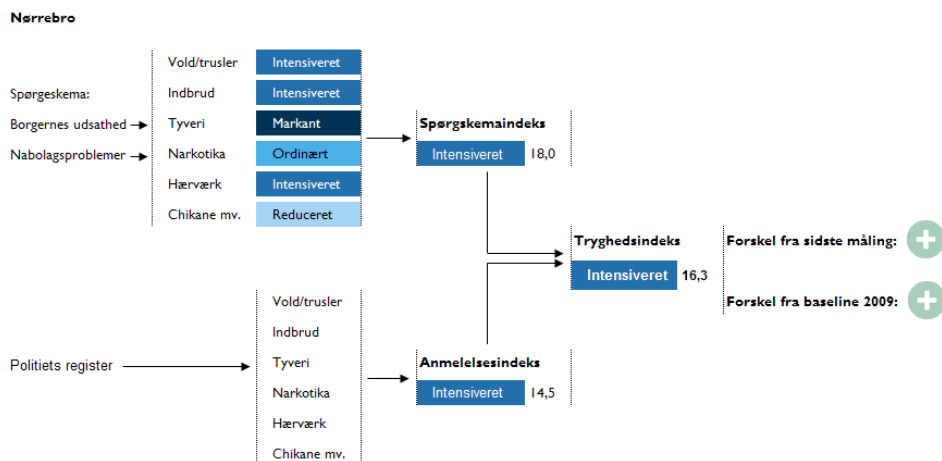 Nørrebro
Vold/trusler Intensiveret
Spørgeskema: Indbrud Intensiveret
Borgernes udsathed Tyveri Markant Spørgskemaindeks
Nabolagsproblemer Narkotika Ordinært Intensiveret 18,0
Hærværk Intensiveret
Chikane mv. Reduceret
Tryghedsindeks Forskel fra sidste måling:
Intensiveret 16,3
Vold/trusler Forskel fra baseline 2009:
Indbrud
Politiets register Tyveri Anmelelsesindeks
Narkotika Intensiveret 14,5
Hærværk
Chikane mv.